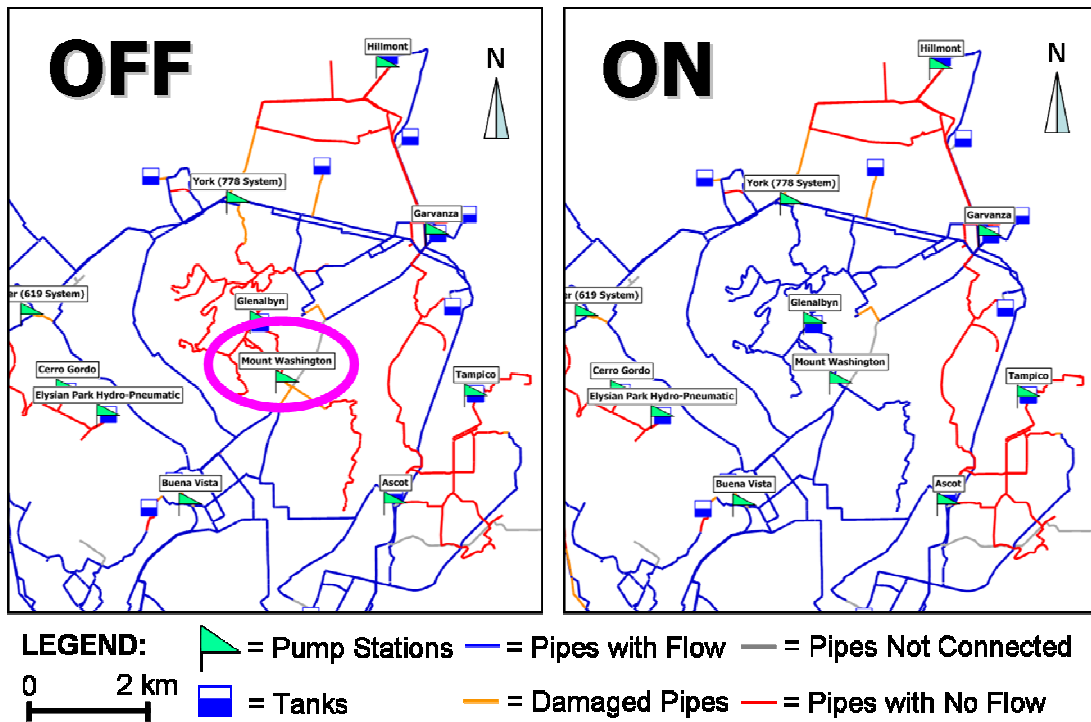 OFF
N
Hillmont
York (778 System)
Garvanza
er (619 System)
Glenalbyn
Mount Washington
Cerro Gordo
Elysian Park Hydro-Pneumatic
Tampico
Buena Vista
Ascot
ON
N
Hillmont
York (778 System)
Garvanza
er (619 System)
Glenalbyn
Mount Washington
Cerro Gordo
Elysian Park Hydro-Pneumatic
Tampico
Buena Vista
Ascot
LEGEND:
= Pump Stations
= Pipes with Flow
= Pipes Not Connected
0 2 km
= Tanks
= Damaged Pipes
= Pipes with No Flow